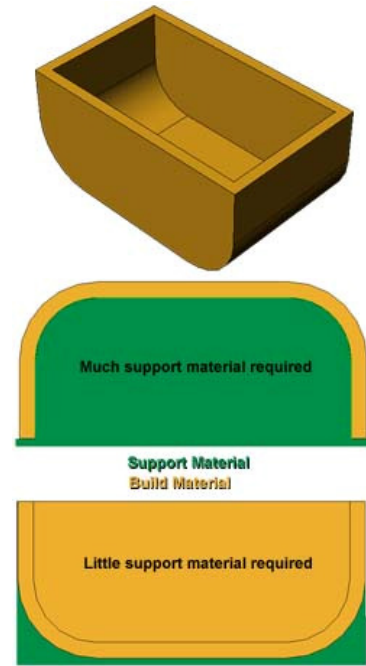 Much support material required
Support Material
Build Material
Little support material required